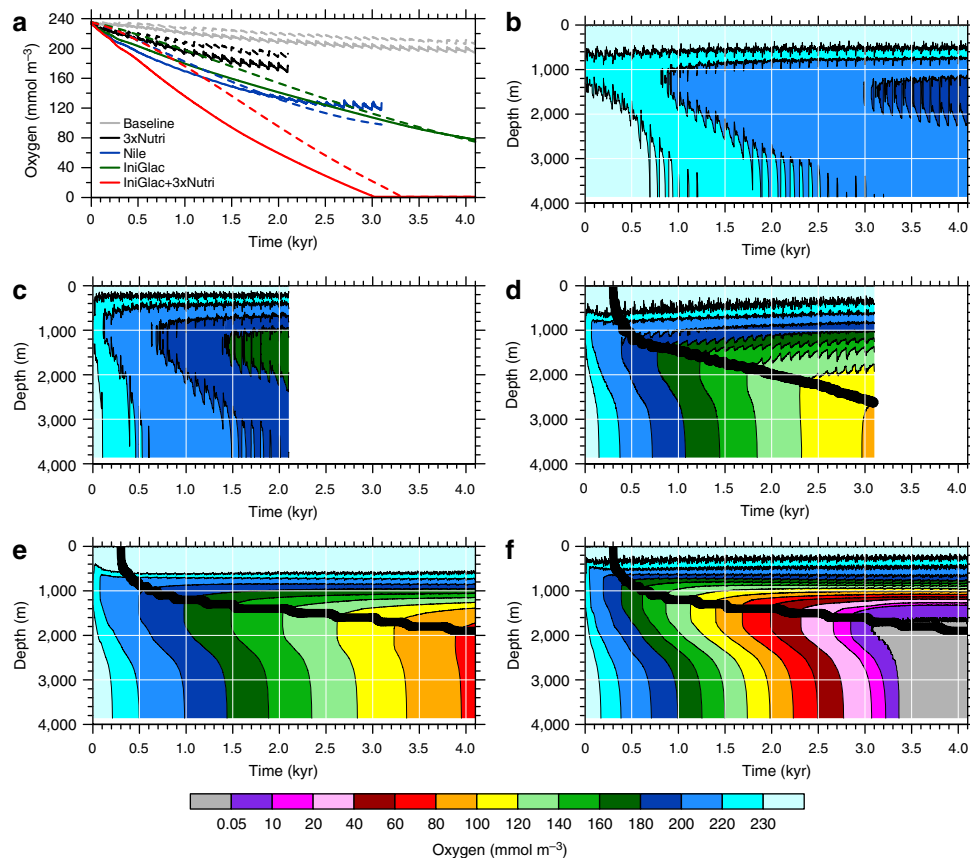 a
Oxygen (mmol m⁻³)
240
200
160
120
80
40
0
Baseline
3xNutri
Nile
IniGlac
IniGlac+3xNutri
0 0.5 1.0 1.5 2.0 2.5 3.0 3.5 4.0
Time (kyr)
b
Depth (m)
0
1,000
2,000
3,000
4,000
0 0.5 1.0 1.5 2.0 2.5 3.0 3.5 4.0
Time (kyr)
c
Depth (m)
0
1,000
2,000
3,000
4,000
0 0.5 1.0 1.5 2.0 2.5 3.0 3.5 4.0
Time (kyr)
d
Depth (m)
0
1,000
2,000
3,000
4,000
0 0.5 1.0 1.5 2.0 2.5 3.0 3.5 4.0
Time (kyr)
e
Depth (m)
0
1,000
2,000
3,000
4,000
0 0.5 1.0 1.5 2.0 2.5 3.0 3.5 4.0
Time (kyr)
f
Depth (m)
0
1,000
2,000
3,000
4,000
0 0.5 1.0 1.5 2.0 2.5 3.0 3.5 4.0
Time (kyr)
0.05 10 20 40 60 80 100 120 140 160 180 200 220 230
Oxygen (mmol m⁻³)